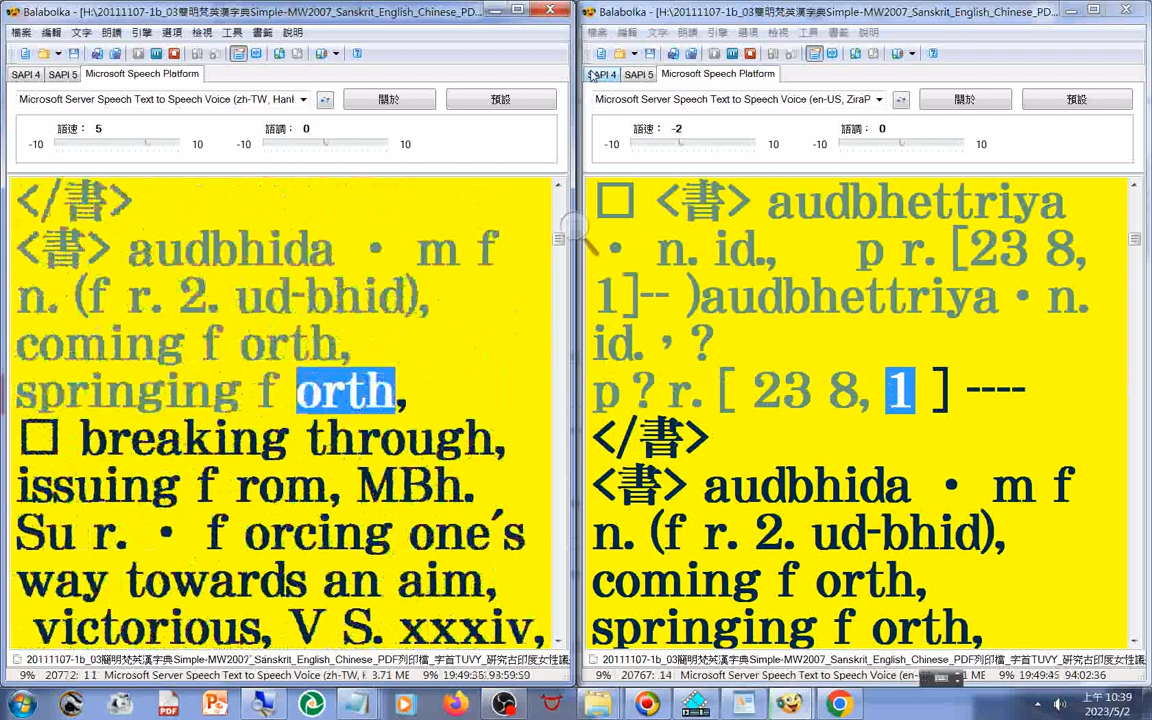 Balabolka - [H:\20111107-1b_03簡明梵英漢字典Simple-MW2007_Sanskrit_English_Chinese_PD...
檔案 編輯 文字 朗讀 引擎 選項 檢視 工具 書籤 說明
SAPI 4 SAPI 5 Microsoft Speech Platform
Microsoft Server Speech Text to Speech Voice (zh-TW, Hanl
關於 預設
語速： 5 語調： 0
-10 10 -10 10
</書>
<書> audbhida • m f
n. (f r. 2. ud-bhid),
coming f orth,
springing f orth,
□ breaking through,
issuing f rom, MBh.
Su r. • f orcing one´s
way towards an aim,
victorious, V S. xxxiv,
20111107-1b_03簡明梵英漢字典Simple-MW2007_Sanskrit_English_Chinese_PDF列印檔_字首TUVY_研究古印度女性議
9% 20772: 11 Microsoft Server Speech Text to Speech Voice (zh-TW, H 3.71 MB 9% 19:49:35 93:59:59
Balabolka - [H:\20111107-1b_03簡明梵英漢字典Simple-MW2007_Sanskrit_English_Chinese_PD...
檔案 編輯 文字 朗讀 引擎 選項 檢視 工具 書籤 說明
SAPI 4 SAPI 5 Microsoft Speech Platform
Microsoft Server Speech Text to Speech Voice (en-US, ZiraP
關於 預設
語速： -2 語調： 0
-10 10 -10 10
□ <書> audbhettriya
• n. id., p r. [23 8,
1]-- )audbhettriya • n.
id. , ?
p ? r. [ 23 8, 1 ] ----
</書>
<書> audbhida • m f
n. (f r. 2. ud-bhid),
coming f orth,
springing f orth,
20111107-1b_03簡明梵英漢字典Simple-MW2007_Sanskrit_English_Chinese_PDF列印檔_字首TUVY_研究古印度女性議
9% 20767: 14 Microsoft Server Speech Text to Speech Voice 9% 19:49:45 94:02:36
上午 10:39
2023/5/2